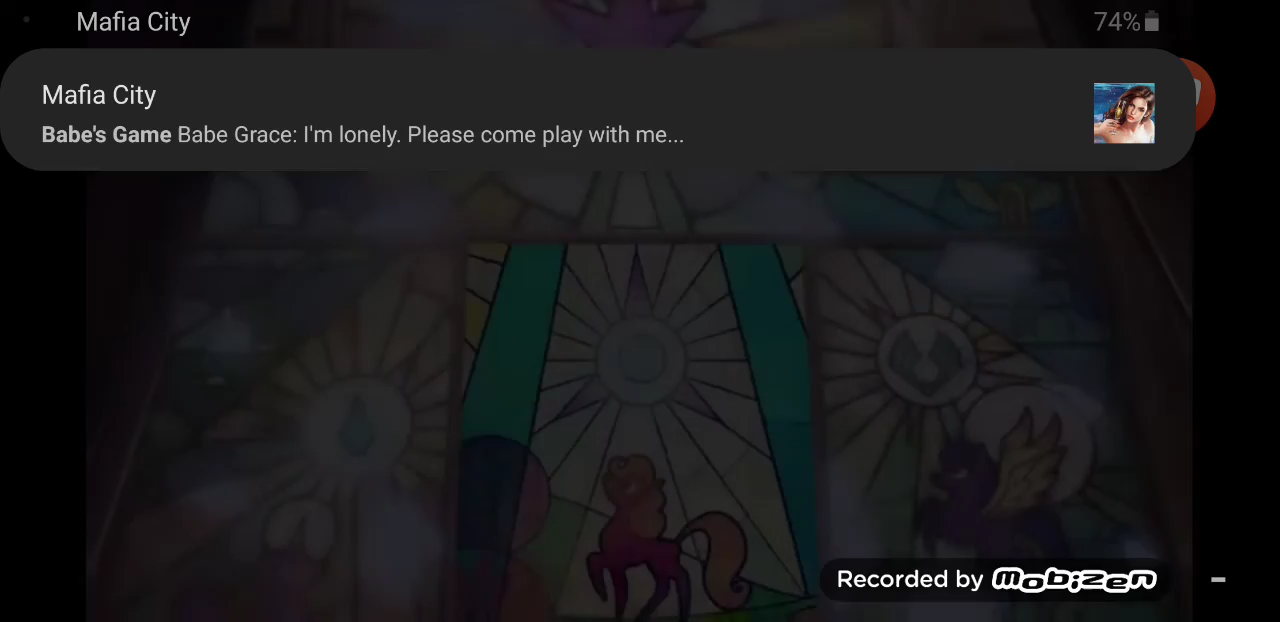 Mafia City
74%
Mafia City
Babe's Game Babe Grace: I'm lonely. Please come play with me...
Recorded by mobizen